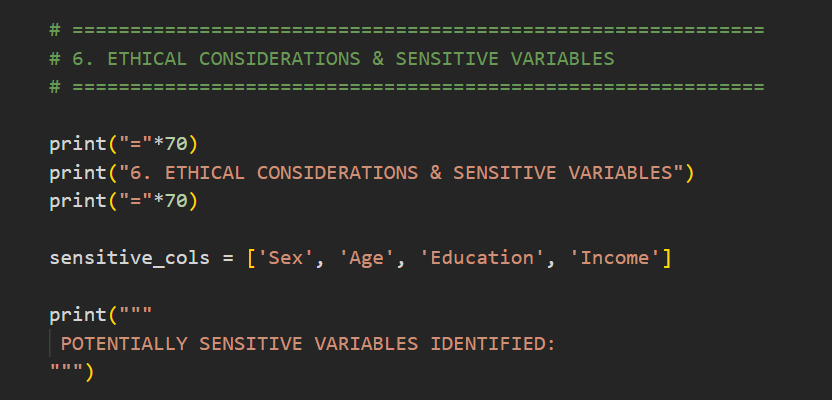 # ============================================================
# 6. ETHICAL CONSIDERATIONS & SENSITIVE VARIABLES
# ============================================================
print("="*70)
print("6. ETHICAL CONSIDERATIONS & SENSITIVE VARIABLES")
print("="*70)
sensitive_cols = ['Sex', 'Age', 'Education', 'Income']
print("""
 POTENTIALLY SENSITIVE VARIABLES IDENTIFIED:
""")